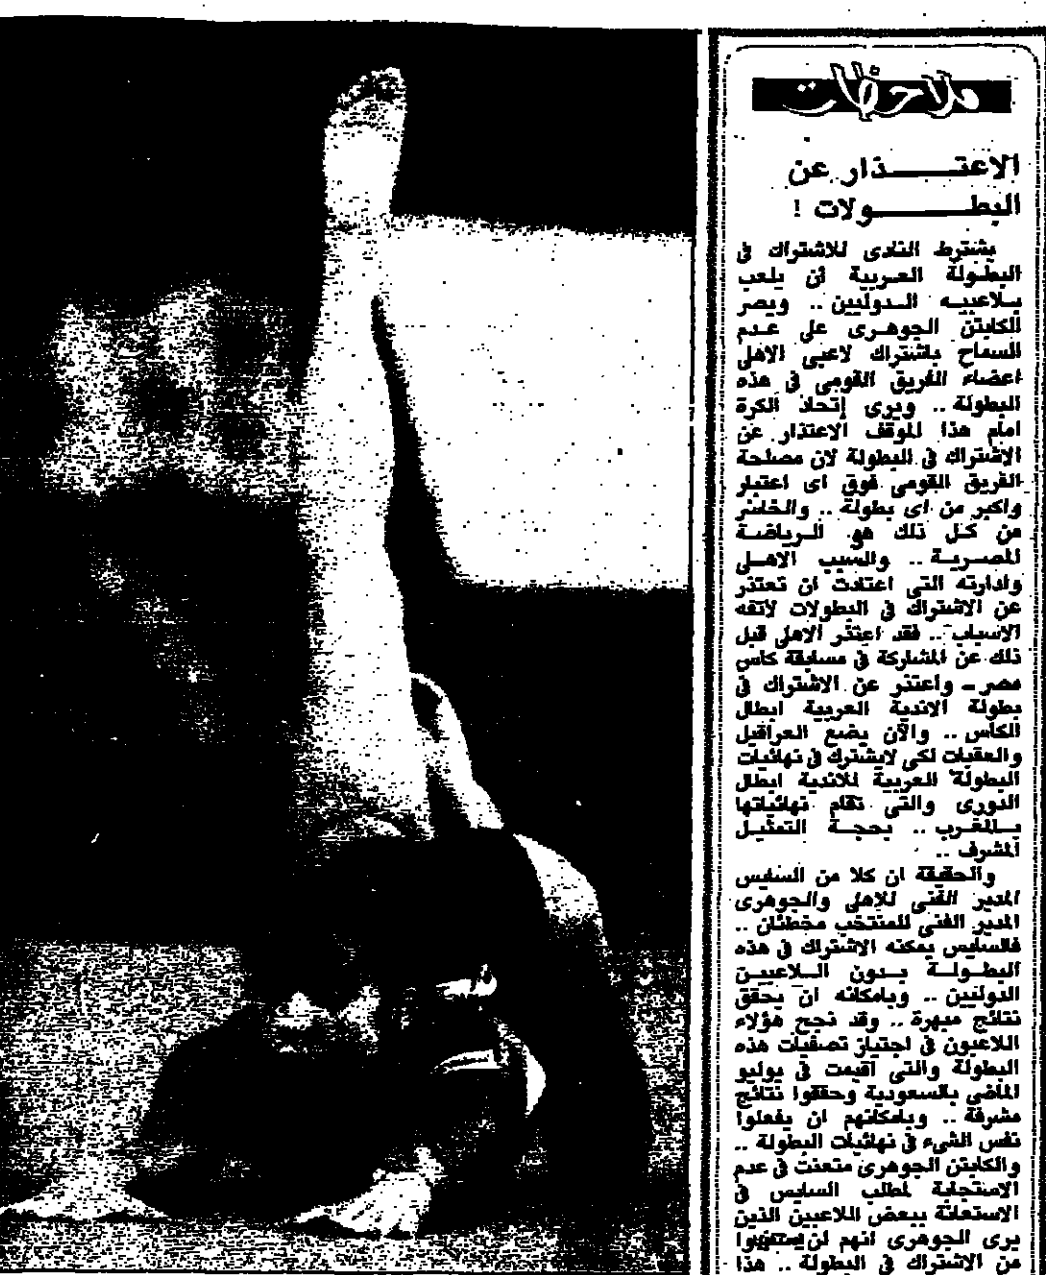 ملاحظات
الاعتـــذار عن
البطـــولات !
يشترط النادى للاشتراك فى
البطولة العربية أن يلعب
بلاعبيه الدوليين .. ويصر
الكابتن الجوهرى على عدم
السماح باشتراك لاعبى الاهلى
اعضاء الفريق القومى فى هذه
البطولة .. ويرى إتحاد الكرة
امام هذا الموقف الاعتذار عن
الاشتراك فى البطولة لان مصلحة
الفريق القومى فوق اى اعتبار
واكبر من اى بطولة .. والخاسر
من كل ذلك هو الرياضة
المصرية .. والسبب الاهلى
وادارته التى اعتادت ان تعتذر
عن الاشتراك فى البطولات لأتفه
الاسباب .. فقد اعتذر الاهلى قبل
ذلك عن المشاركة فى مسابقة كاس
مصر - واعتذر عن الاشتراك فى
بطولة الاندية العربية ابطال
الكاس .. والآن يضع العراقيل
والعقبات لكى لايشترك فى نهائيات
البطولة العربية للاندية ابطال
الدورى والتى تقام نهائياتها
بالمغرب .. بحجة التمثيل
المشرف ..
والحقيقة ان كلا من السايس
المدير الفنى للاهلى والجوهرى
المدير الفنى للمنتخب مخطئان ..
فالسايس يمكنه الاشتراك فى هذه
البطولة بدون اللاعبين
الدوليين .. وبامكانه ان يحقق
نتائج مبهرة .. وقد نجح هؤلاء
اللاعبون فى اجتياز تصفيات هذه
البطولة والتى اقيمت فى يوليو
الماضى بالسعودية وحققوا نتائج
مشرفة .. وبامكانهم ان يفعلوا
نفس الشىء فى نهائيات البطولة ..
والكابتن الجوهرى متعنت فى عدم
الاستجابة لمطلب السايس فى
الاستعانة ببعض اللاعبين الذين
يرى الجوهرى انهم لن يستفيدوا
من الاشتراك فى البطولة .. هذا